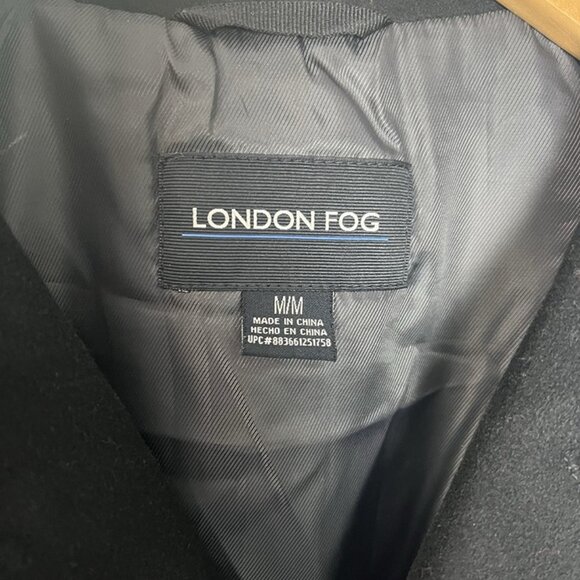 LONDON FOG
M/M
MADE IN CHINA
HECHO EN CHINA
UPC#883661251758